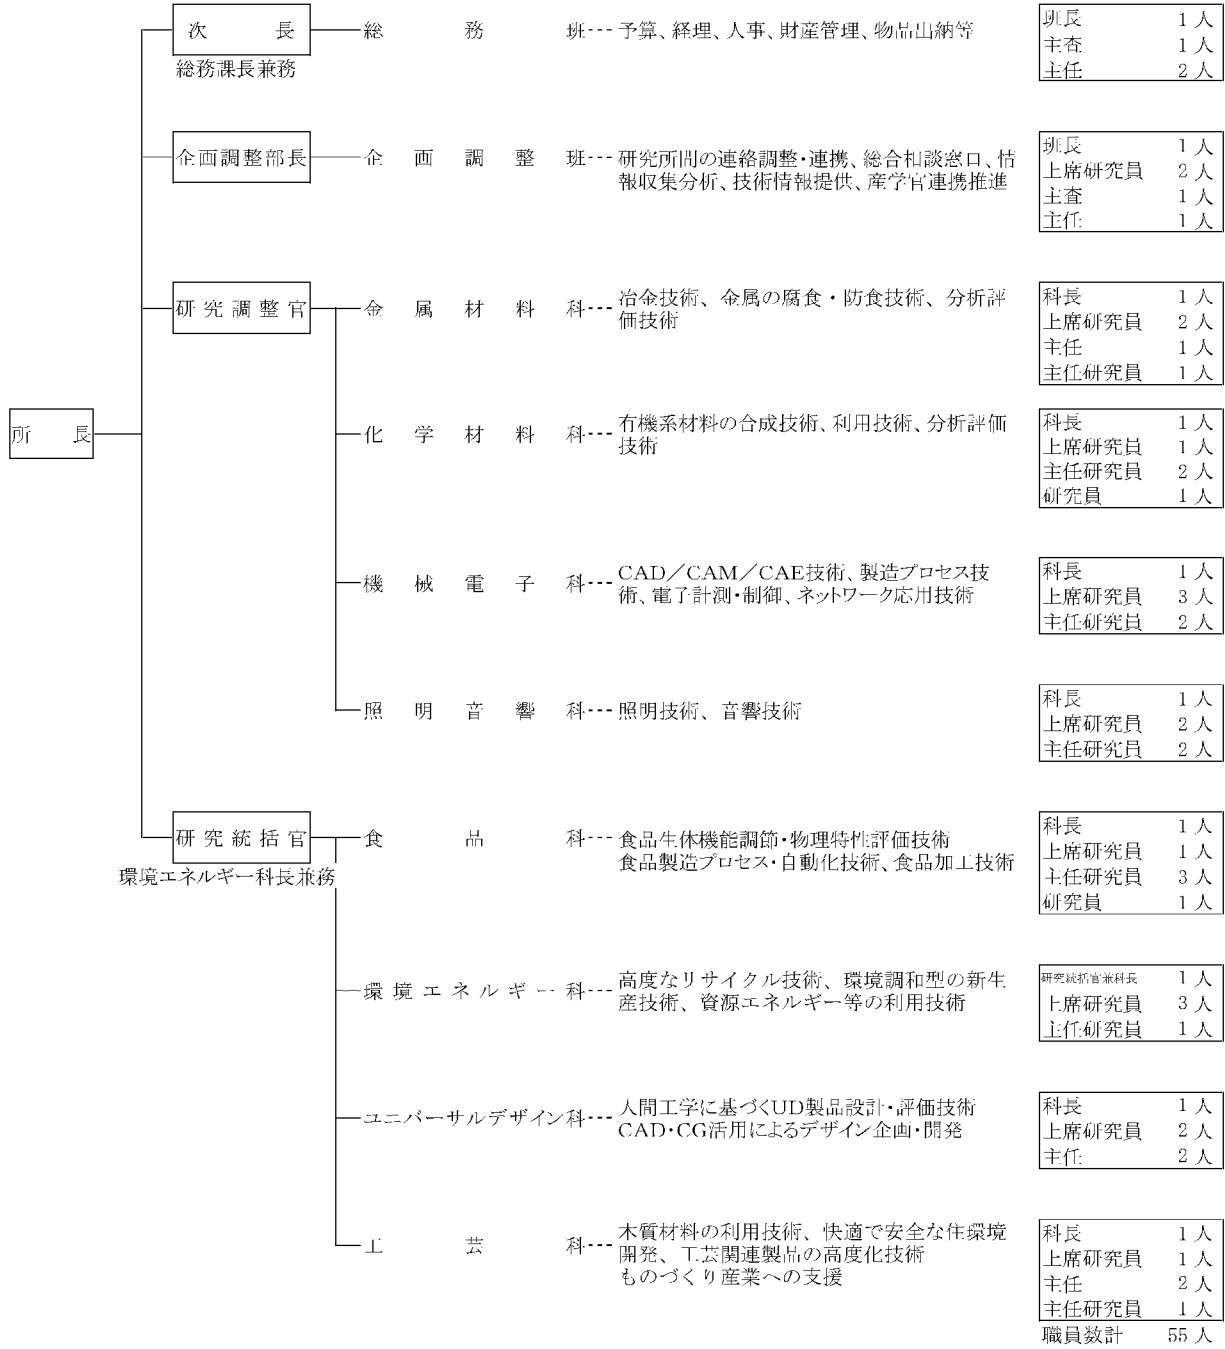 次長 総務班 予算、経理、人事、財産管理、物品出納等
総務課長兼務
班長 1人
主査 1人
主任 2人
企画調整部長 企画調整班 研究所間の連絡調整・連携、総合相談窓口、情
報収集分析、技術情報提供、産学官連携推進
班長 1人
上席研究員 2人
主査 1人
主任 1人
研究調整官 金属材料科 冶金技術、金属の腐食・防食技術、分析評
価技術
科長 1人
上席研究員 2人
主任 1人
主任研究員 1人
所長
化学材料科 有機系材料の合成技術、利用技術、分析評価
技術
科長 1人
上席研究員 1人
主任研究員 2人
研究員 1人
機械電子科 CAD／CAM／CAE技術、製造プロセス技
術、電子計測・制御、ネットワーク応用技術
科長 1人
上席研究員 3人
主任研究員 2人
照明音響科 照明技術、音響技術
科長 1人
上席研究員 2人
主任研究員 2人
研究統括官 食品科 食品生体機能調節・物理特性評価技術
環境エネルギー科長兼務 食品製造プロセス・自動化技術、食品加工技術
科長 1人
上席研究員 1人
主任研究員 3人
研究員 1人
環境エネルギー科 高度なリサイクル技術、環境調和型の新生
産技術、資源エネルギー等の利用技術
研究統括官兼科長 1人
上席研究員 3人
主任研究員 1人
ユニバーサルデザイン科 人間工学に基づくUD製品設計・評価技術
CAD・CG活用によるデザイン企画・開発
科長 1人
上席研究員 2人
主任 2人
工芸科 木質材料の利用技術、快適で安全な住環境
開発、工芸関連製品の高度化技術
ものづくり産業への支援
科長 1人
上席研究員 1人
主任 2人
主任研究員 1人
職員数計 55人